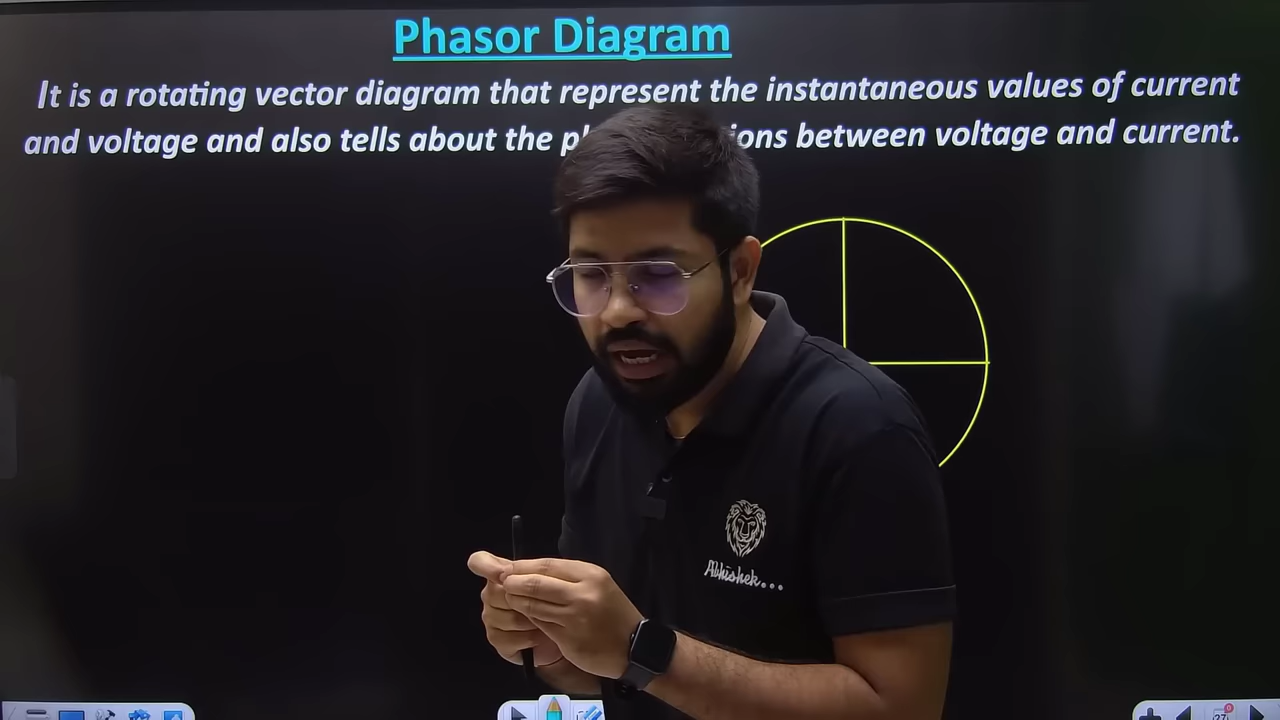 Phasor Diagram
It is a rotating vector diagram that represent the instantaneous values of current
and voltage and also tells about the between voltage and current.
Abhishek...
27